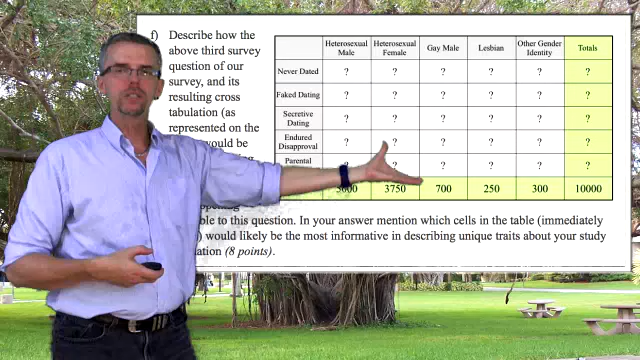 f) Describe how the
above third survey
question of our
survey, and its
resulting cross
tabulation (as
represented on the
would be
to this question. In your answer mention which cells in the table (immediately
would likely be the most informative in describing unique traits about your study
(8 points).
Heterosexual Male
Heterosexual Female
Gay Male
Lesbian
Other Gender Identity
Totals
Never Dated ? ? ? ? ? ?
Faked Dating ? ? ? ? ? ?
Secretive Dating ? ? ? ? ? ?
Endured Disapproval ? ? ? ? ? ?
Parental ? ? ? ? ? ?
5000 3750 700 250 300 10000